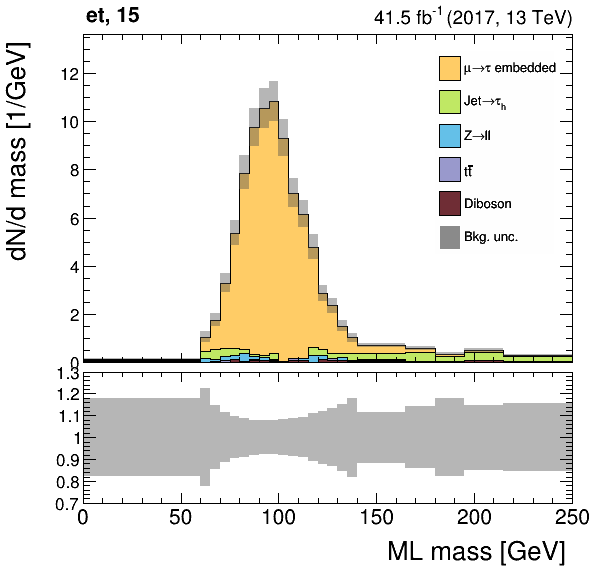 et, 15
41.5 fb⁻¹ (2017, 13 TeV)
dN/d mass [1/GeV]
12
10
8
6
4
2
0
μ→τ embedded
Jet→τₕ
Z→ll
tt̄
Diboson
Bkg. unc.
1.3
1.2
1.1
1
0.9
0.8
0.7
0 50 100 150 200 250
ML mass [GeV]